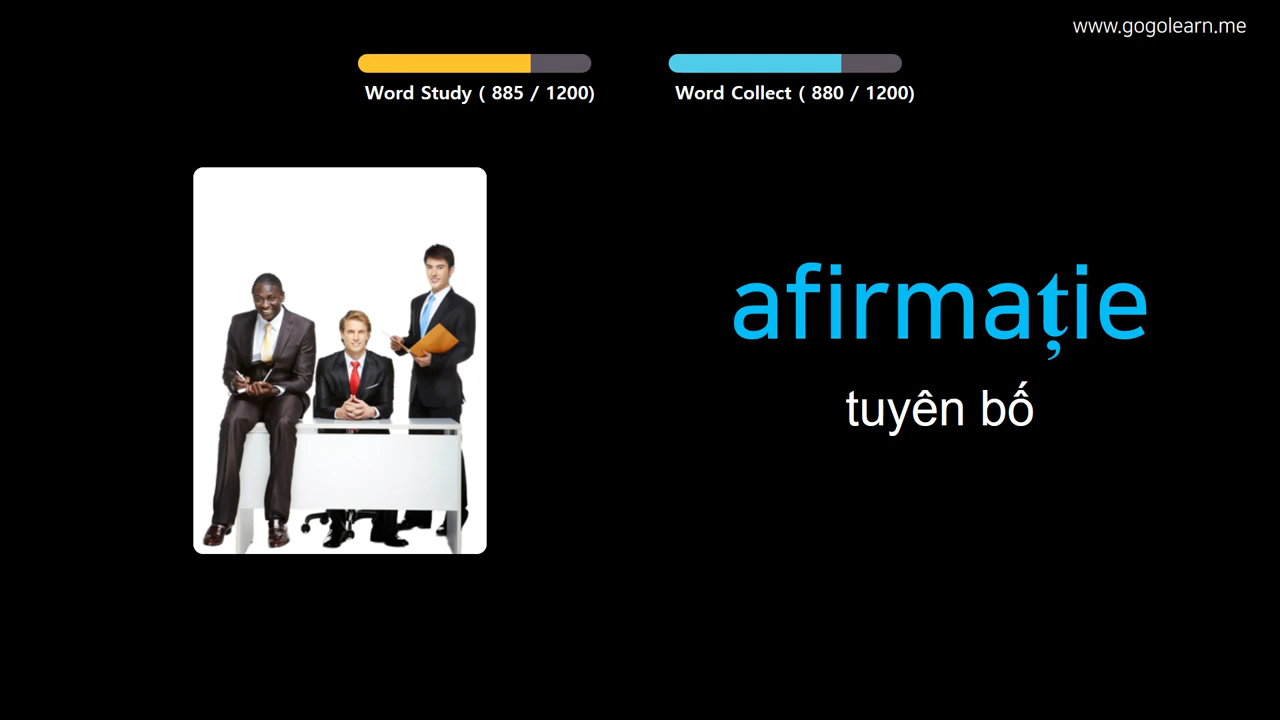 www.gogolearn.me
Word Study ( 885 / 1200)
Word Collect ( 880 / 1200)
afirmație
tuyên bố